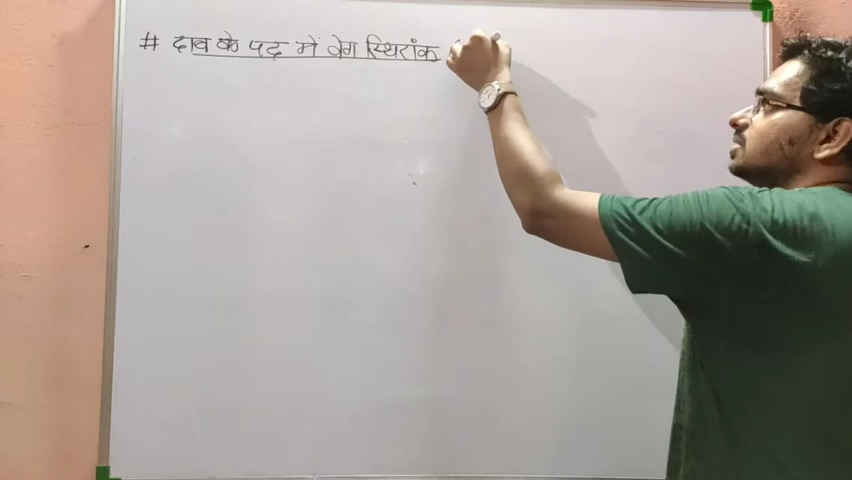 # दाब के पद में वेग स्थिरांक (